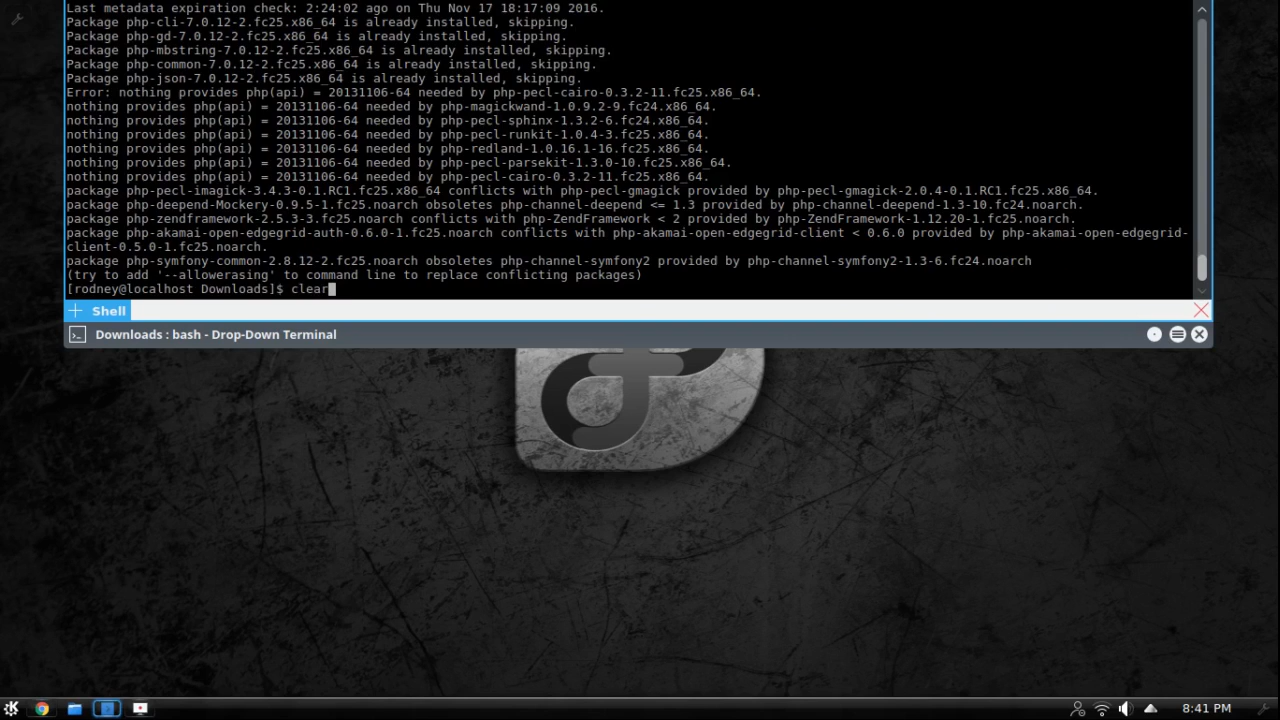 Last metadata expiration check: 2:24:02 ago on Thu Nov 17 18:17:09 2016.
Package php-cli-7.0.12-2.fc25.x86_64 is already installed, skipping.
Package php-gd-7.0.12-2.fc25.x86_64 is already installed, skipping.
Package php-mbstring-7.0.12-2.fc25.x86_64 is already installed, skipping.
Package php-common-7.0.12-2.fc25.x86_64 is already installed, skipping.
Package php-json-7.0.12-2.fc25.x86_64 is already installed, skipping.
Error: nothing provides php(api) = 20131106-64 needed by php-pecl-cairo-0.3.2-11.fc25.x86_64.
nothing provides php(api) = 20131106-64 needed by php-magickwand-1.0.9.2-9.fc24.x86_64.
nothing provides php(api) = 20131106-64 needed by php-pecl-sphinx-1.3.2-6.fc24.x86_64.
nothing provides php(api) = 20131106-64 needed by php-pecl-runkit-1.0.4-3.fc25.x86_64.
nothing provides php(api) = 20131106-64 needed by php-redland-1.0.16.1-16.fc25.x86_64.
nothing provides php(api) = 20131106-64 needed by php-pecl-parsekit-1.3.0-10.fc25.x86_64.
nothing provides php(api) = 20131106-64 needed by php-pecl-cairo-0.3.2-11.fc25.x86_64.
package php-pecl-imagick-3.4.3-0.1.RC1.fc25.x86_64 conflicts with php-pecl-gmagick provided by php-pecl-gmagick-2.0.4-0.1.RC1.fc25.x86_64.
package php-deepend-Mockery-0.9.5-1.fc25.noarch obsoletes php-channel-deepend <= 1.3 provided by php-channel-deepend-1.3-10.fc24.noarch.
package php-zendframework-2.5.3-3.fc25.noarch conflicts with php-ZendFramework < 2 provided by php-ZendFramework-1.12.20-1.fc25.noarch.
package php-akamai-open-edgegrid-auth-0.6.0-1.fc25.noarch conflicts with php-akamai-open-edgegrid-client < 0.6.0 provided by php-akamai-open-edgegrid-
client-0.5.0-1.fc25.noarch.
package php-symfony-common-2.8.12-2.fc25.noarch obsoletes php-channel-symfony2 provided by php-channel-symfony2-1.3-6.fc24.noarch
(try to add '--allowerasing' to command line to replace conflicting packages)
[rodney@localhost Downloads]$ clear
Shell
Downloads : bash - Drop-Down Terminal
8:41 PM